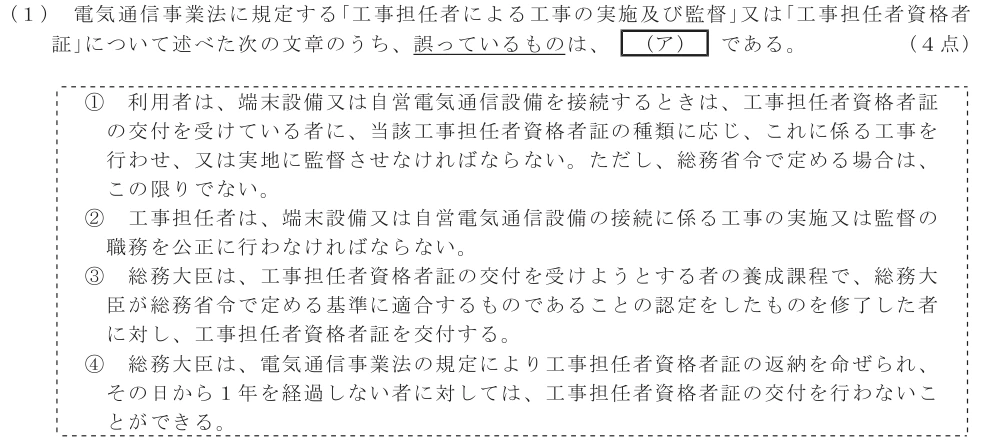 （１） 電気通信事業法に規定する「工事担任者による工事の実施及び監督」又は「工事担任者資格者
証」について述べた次の文章のうち、誤っているものは、 （ア） である。 （４点）
① 利用者は、端末設備又は自営電気通信設備を接続するときは、工事担任者資格者証
の交付を受けている者に、当該工事担任者資格者証の種類に応じ、これに係る工事を
行わせ、又は実地に監督させなければならない。ただし、総務省令で定める場合は、
この限りでない。
② 工事担任者は、端末設備又は自営電気通信設備の接続に係る工事の実施又は監督の
職務を公正に行わなければならない。
③ 総務大臣は、工事担任者資格者証の交付を受けようとする者の養成課程で、総務大
臣が総務省令で定める基準に適合するものであることの認定をしたものを修了した者
に対し、工事担任者資格者証を交付する。
④ 総務大臣は、電気通信事業法の規定により工事担任者資格者証の返納を命ぜられ、
その日から１年を経過しない者に対しては、工事担任者資格者証の交付を行わないこ
とができる。